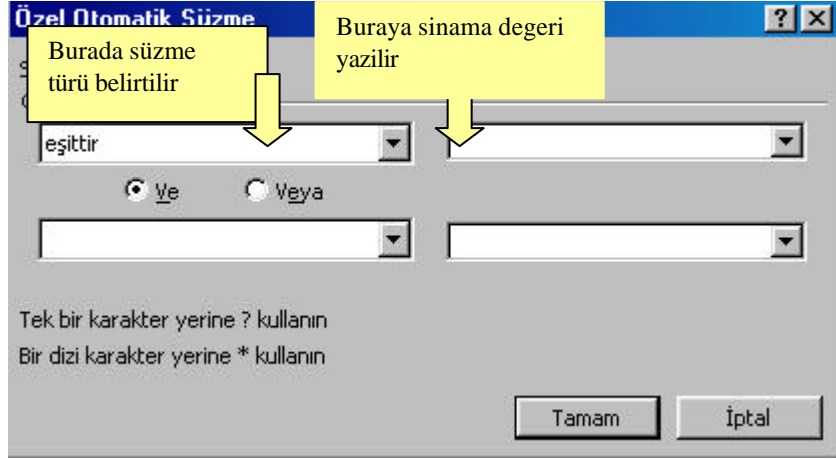 Özel Otomatik Süzme
Burada süzme
türü belirtilir
Buraya sinama degeri
yazilir
eşittir
Ve Veya
Tek bir karakter yerine ? kullanın
Bir dizi karakter yerine * kullanın
Tamam İptal